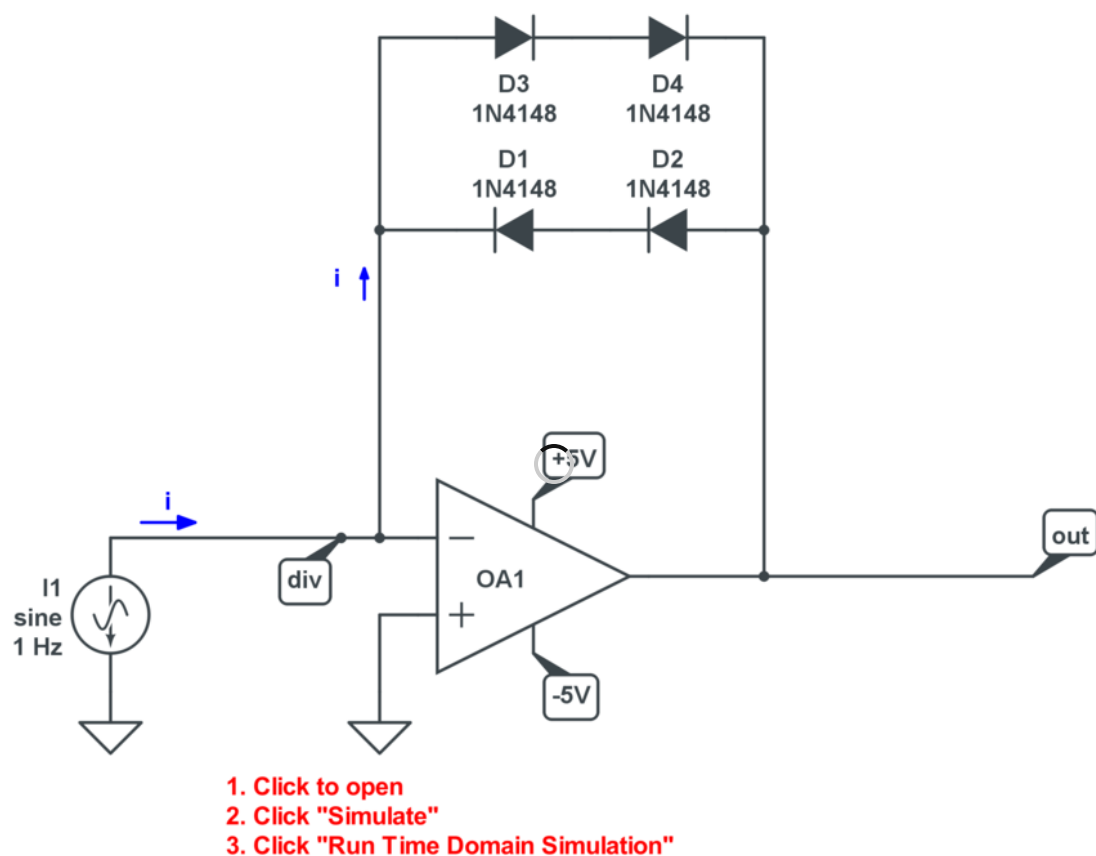 D3
1N4148
D4
1N4148
D1
1N4148
D2
1N4148
i
+5V
i
out
div
OA1
I1
sine
1 Hz
-5V
1. Click to open
2. Click "Simulate"
3. Click "Run Time Domain Simulation"